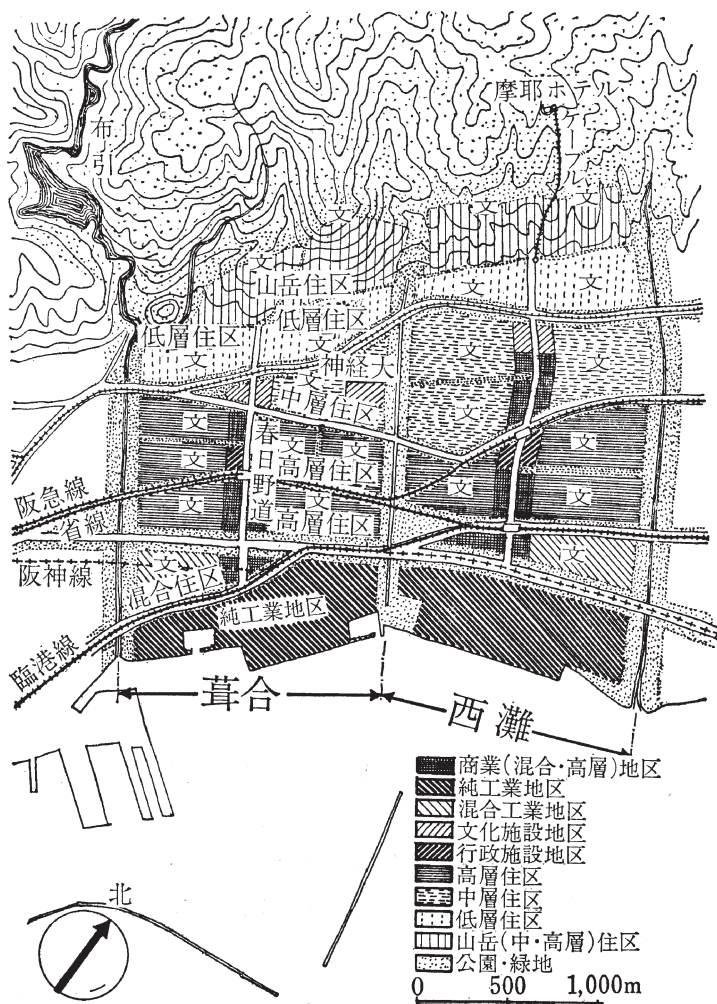 摩耶ホテル
ケーブル
布引
文
文
文
文
山岳住区
文
文
低層住区
低層住区
文
文
文
文
神経大
文
中層住区
文
文
文
春日野道
文
文
高層住区
文
文
文
文
高層住区
文
文
阪急線
省線
阪神線
文
混合住区
文
純工業地区
臨港線
葺合
西灘
商業(混合・高層)地区
純工業地区
混合工業地区
文化施設地区
行政施設地区
高層住区
中層住区
低層住区
山岳(中・高層)住区
公園・緑地
北
0 500 1,000m